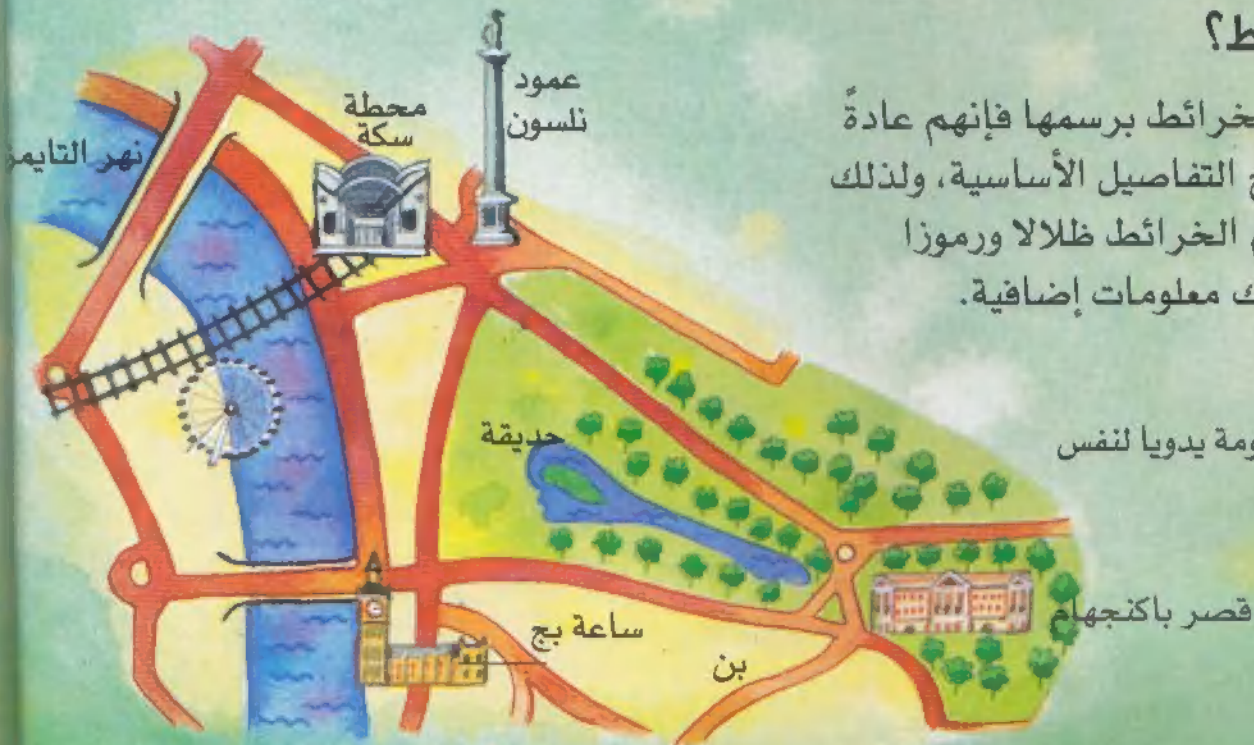 ط؟
خرائط برسمها فإنهم عادةً
التفاصيل الأساسية، ولذلك
الخرائط ظلالا ورموزا
ك معلومات إضافية.
ومة يدويا لنفس
عمود
نلسون
محطة
سكة
نهر التايمز
حديقة
قصر باكنجهام
ساعة بج
بن